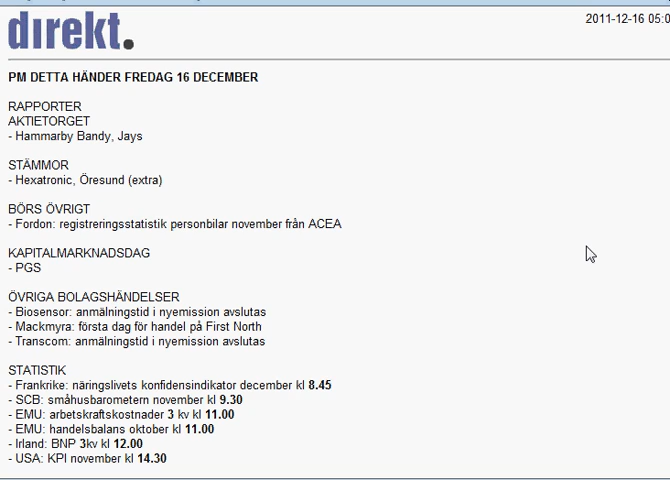 direkt.
2011-12-16 05:0
PM DETTA HÄNDER FREDAG 16 DECEMBER
RAPPORTER
AKTIETORGET
- Hammarby Bandy, Jays
STÄMMOR
- Hexatronic, Öresund (extra)
BÖRS ÖVRIGT
- Fordon: registreringsstatistik personbilar november från ACEA
KAPITALMARKNADSDAG
- PGS
ÖVRIGA BOLAGSHÄNDELSER
- Biosensor: anmälningstid i nyemission avslutas
- Mackmyra: första dag för handel på First North
- Transcom: anmälningstid i nyemission avslutas
STATISTIK
- Frankrike: näringslivets konfidensindikator december kl 8.45
- SCB: småhusbarometern november kl 9.30
- EMU: arbetskraftskostnader 3 kv kl 11.00
- EMU: handelsbalans oktober kl 11.00
- Irland: BNP 3kv kl 12.00
- USA: KPI november kl 14.30